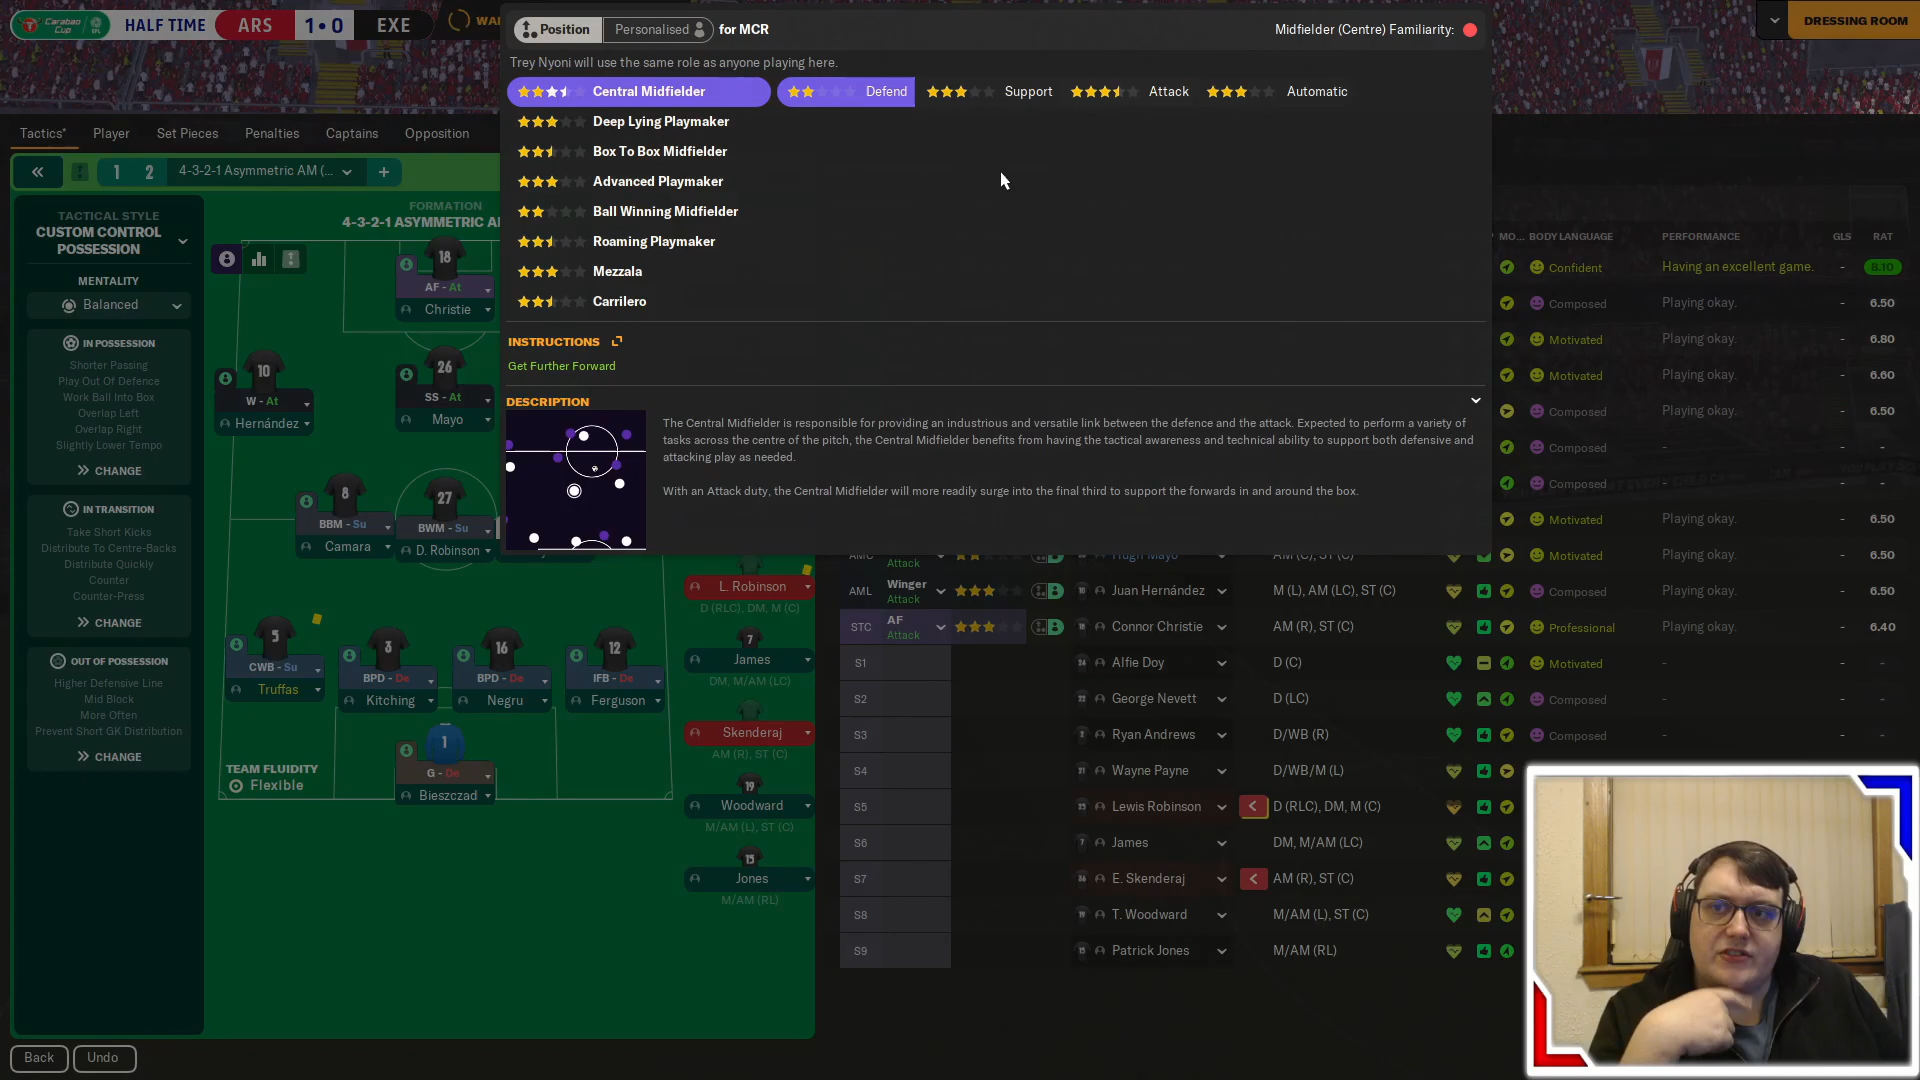 Carabao Cup EFL HALF TIME ARS 1 - 0 EXE
DRESSING ROOM
Position Personalised for MCR
Midfielder (Centre) Familiarity:
Trey Nyoni will use the same role as anyone playing here.
Central Midfielder Defend Support Attack Automatic
Deep Lying Playmaker
Box To Box Midfielder
Advanced Playmaker
Ball Winning Midfielder
Roaming Playmaker
Mezzala
Carrilero
INSTRUCTIONS
Get Further Forward
DESCRIPTION
The Central Midfielder is responsible for providing an industrious and versatile link between the defence and the attack. Expected to perform a variety of
tasks across the centre of the pitch, the Central Midfielder benefits from having the tactical awareness and technical ability to support both defensive and
attacking play as needed.
With an Attack duty, the Central Midfielder will more readily surge into the final third to support the forwards in and around the box.
Tactics* Player Set Pieces Penalties Captains Opposition
1 2 4-3-2-1 Asymmetric AM (...
TACTICAL STYLE
CUSTOM CONTROL
POSSESSION
MENTALITY
Balanced
IN POSSESSION
Shorter Passing
Play Out Of Defence
Work Ball Into Box
Overlap Left
Overlap Right
Slightly Lower Tempo
CHANGE
IN TRANSITION
Take Short Kicks
Distribute To Centre-Backs
Distribute Quickly
Counter
Counter-Press
CHANGE
OUT OF POSSESSION
Higher Defensive Line
Mid Block
More Often
Prevent Short GK Distribution
CHANGE
FORMATION
4-3-2-1 ASYMMETRIC A
18
AF - At
Christie
10
W - At
Hernández
26
SS - At
Mayo
8
BBM - Su
Camara
27
BWM - Su
D. Robinson
5
CWB - Su
Truffas
3
BPD - De
Kitching
16
BPD - De
Negru
12
IFB - De
Ferguson
1
G - De
Bieszczad
TEAM FLUIDITY
Flexible
L. Robinson
D (RLC), DM, M (C)
7
James
DM, M/AM (LC)
Skenderaj
AM (R), ST (C)
19
Woodward
M/AM (L), ST (C)
15
Jones
M/AM (RL)
MO... BODY LANGUAGE PERFORMANCE GLS RAT
Confident Having an excellent game. - 8.10
Composed Playing okay. - 6.50
Motivated Playing okay. - 6.80
Motivated Playing okay. - 6.60
Composed Playing okay. - 6.50
Composed - - -
Composed - - -
Motivated Playing okay. - 6.50
AMC Attack Hugh Mayo AM (C), ST (C) Motivated Playing okay. - 6.50
AML Winger Attack Juan Hernández M (L), AM (LC), ST (C) Composed Playing okay. - 6.50
STC AF Attack Connor Christie AM (R), ST (C) Professional Playing okay. - 6.40
S1 Alfie Doy D (C) Motivated - - -
S2 George Nevett D (LC) Composed - - -
S3 Ryan Andrews D/WB (R) Composed - - -
S4 Wayne Payne D/WB/M (L)
S5 Lewis Robinson D (RLC), DM, M (C)
S6 James DM, M/AM (LC)
S7 E. Skenderaj AM (R), ST (C)
S8 T. Woodward M/AM (L), ST (C)
S9 Patrick Jones M/AM (RL)
Back Undo